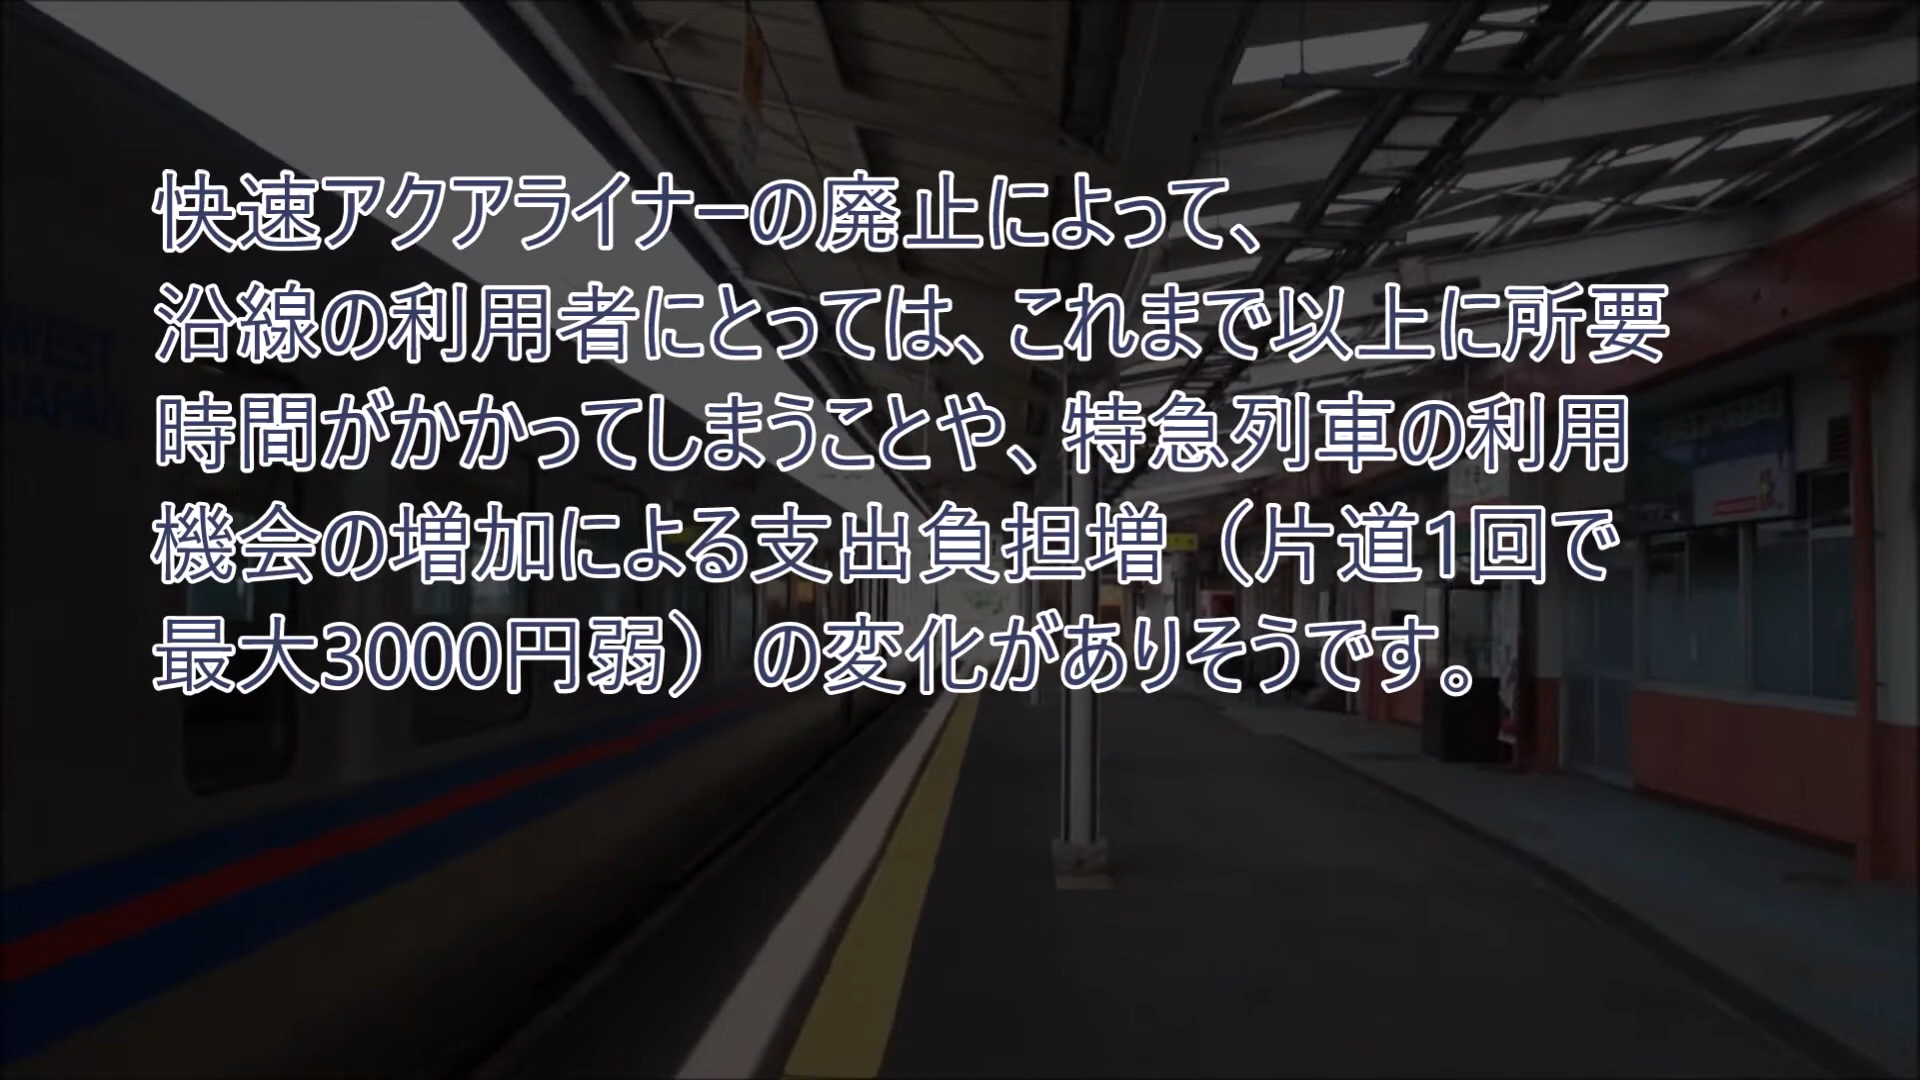 快速アクアライナーの廃止によって、
沿線の利用者にとっては、これまで以上に所要
時間がかかってしまうことや、特急列車の利用
機会の増加による支出負担増（片道1回で
最大3000円弱）の変化がありそうです。
WEST
JAPAN